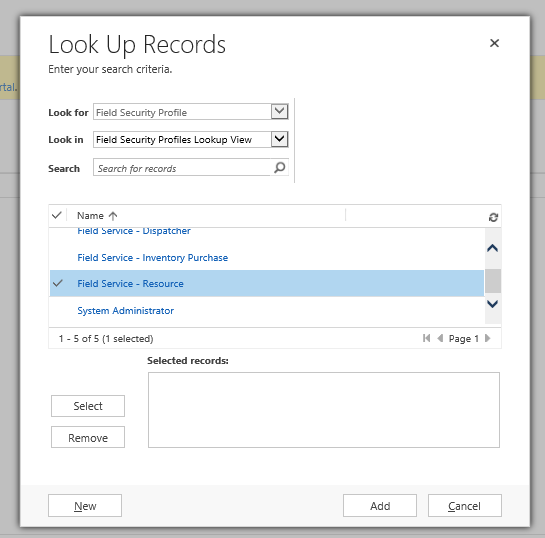 Look Up Records
Enter your search criteria.
rtal.
Look for Field Security Profile
Look in Field Security Profiles Lookup View
Search Search for records
Name
Field Service - Dispatcher
Field Service - Inventory Purchase
Field Service - Resource
System Administrator
1 - 5 of 5 (1 selected) Page 1
Selected records:
Select
Remove
New Add Cancel